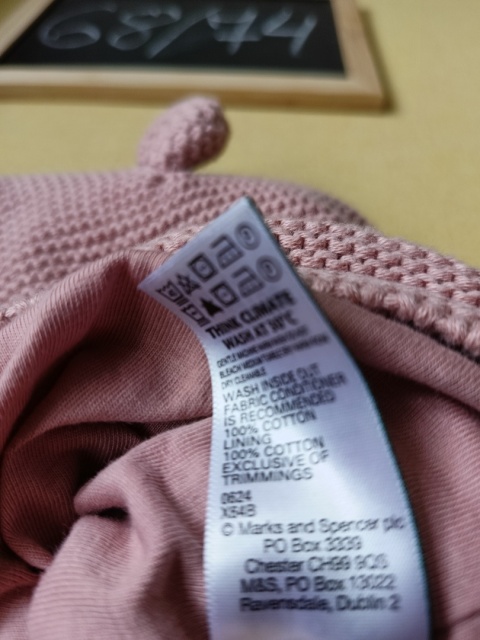 68/74
THINK CLIMATE
WASH AT 30°C
DRY CLEANABLE
WASH INSIDE OUT
FABRIC CONDITIONER
IS RECOMMENDED
100% COTTON
LINING
100% COTTON
EXCLUSIVE OF
TRIMMINGS
0624
X54B
© Marks and Spencer plc
PO Box 3339
Chester CH99 9QS
M&S, PO Box 13022
Ravensdale, Dublin 2